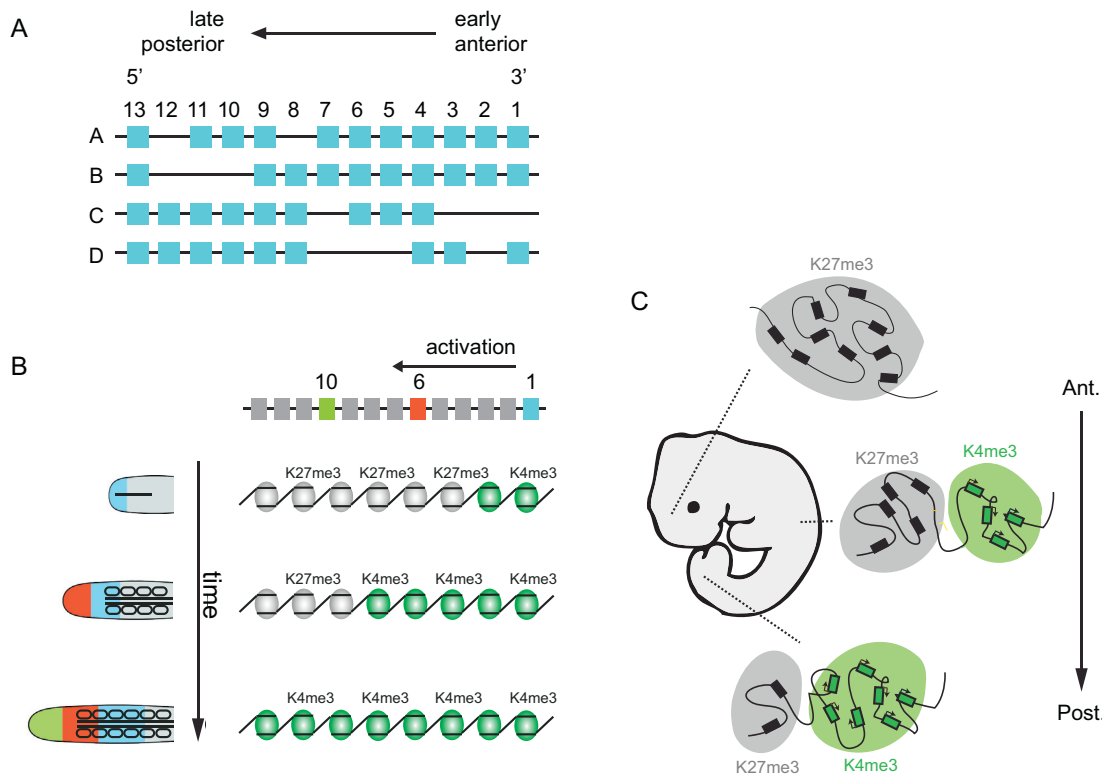 A
late
posterior
early
anterior
5’
3’
13 12 11 10 9 8 7 6 5 4 3 2 1
A
B
C
D
B
activation
10 6 1
time
K27me3 K27me3 K27me3 K4me3
K27me3 K4me3 K4me3 K4me3
K4me3 K4me3 K4me3 K4me3
C
K27me3
Ant.
K27me3
K4me3
Post.
K27me3
K4me3